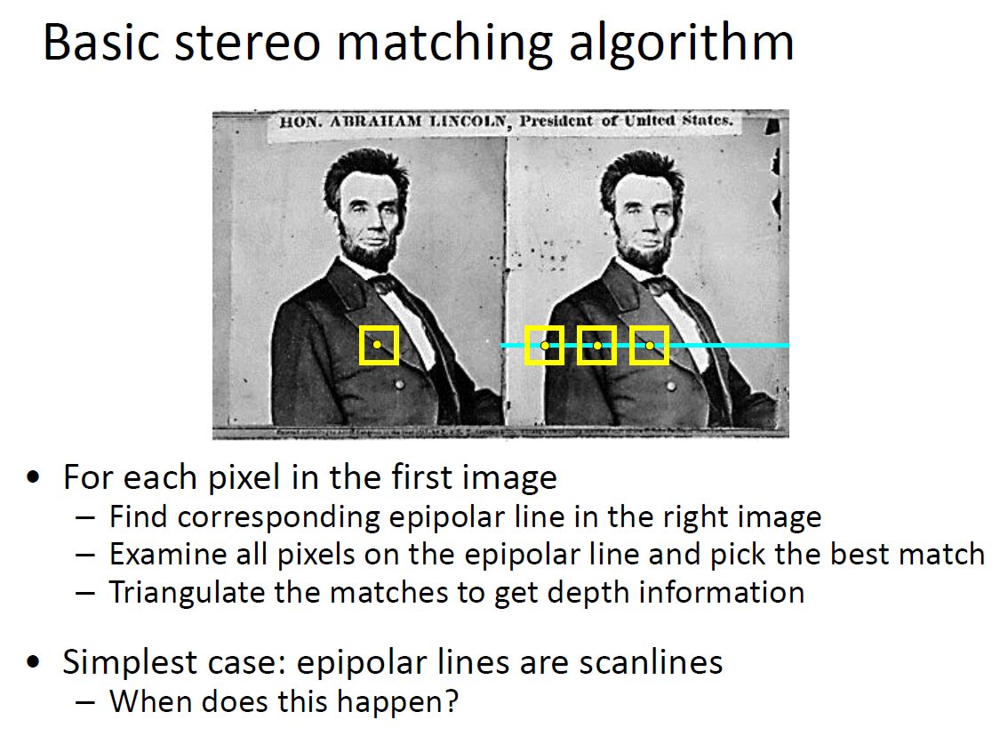 Basic stereo matching algorithm
HON. ABRAHAM LINCOLN, President of United States.
• For each pixel in the first image
– Find corresponding epipolar line in the right image
– Examine all pixels on the epipolar line and pick the best match
– Triangulate the matches to get depth information
• Simplest case: epipolar lines are scanlines
– When does this happen?